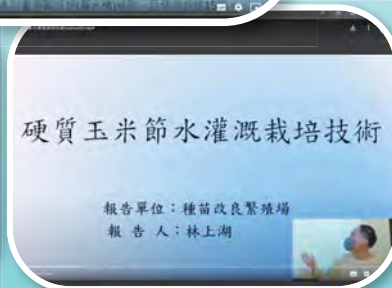 硬質玉米節水灌溉栽培技術
報告單位：種苗改良繁殖場
報 告 人：林上湖